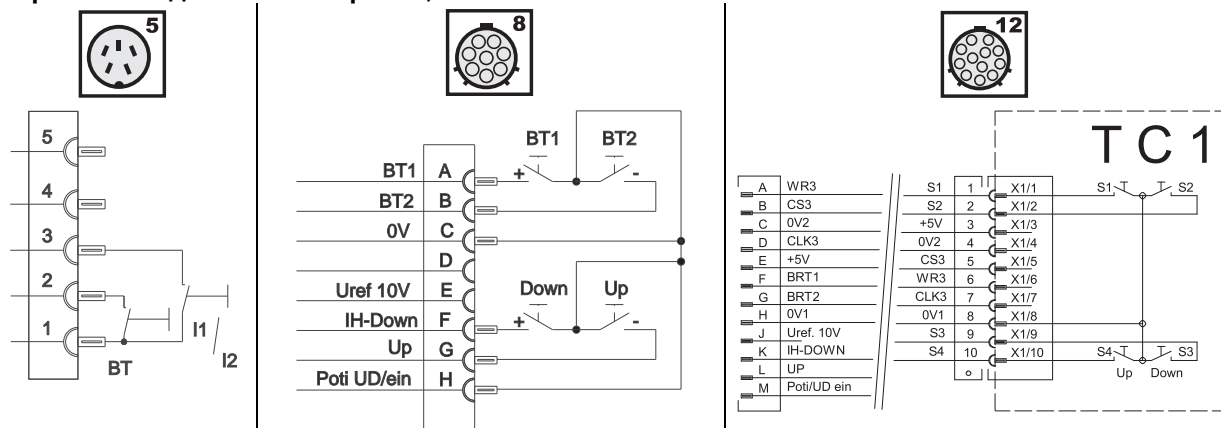 5
5
4
3
2
1
BT
I1
I2
8
BT1
BT2
BT1 A + -
BT2 B
0V C
D
Uref 10V E
Down
Up
IH-Down F + -
Up G
Poti UD/ein H
12
TC1
A WR3
B CS3
C 0V2
D CLK3
E +5V
F BRT1
G BRT2
H 0V1
J Uref. 10V
K IH-DOWN
L UP
M Poti/UD ein
S1 1 X1/1
S2 2 X1/2
+5V 3 X1/3
0V2 4 X1/4
CS3 5 X1/5
WR3 6 X1/6
CLK3 7 X1/7
0V1 8 X1/8
S3 9 X1/9
S4 10 X1/10
S1 S2
S4 S3
Up Down